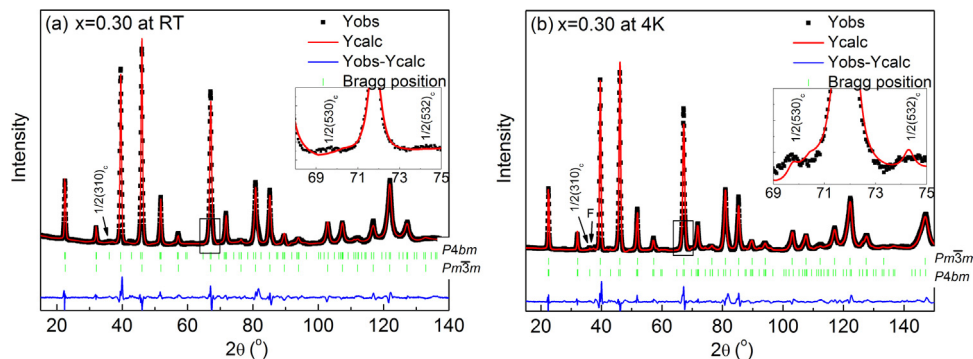 (a) x=0.30 at RT
Yobs
Ycalc
Yobs-Ycalc
Bragg position
1/2(530)c
1/2(532)c
69 71 73 75
1/2(310)c
Intensity
P4bm
Pm3̅m
20 40 60 80 100 120 140
2θ (°)
(b) x=0.30 at 4K
Yobs
Ycalc
Yobs-Ycalc
Bragg position
1/2(530)c
1/2(532)c
69 71 73 75
1/2(310)c
F
Intensity
Pm3̅m
P4bm
20 40 60 80 100 120 140
2θ (°)